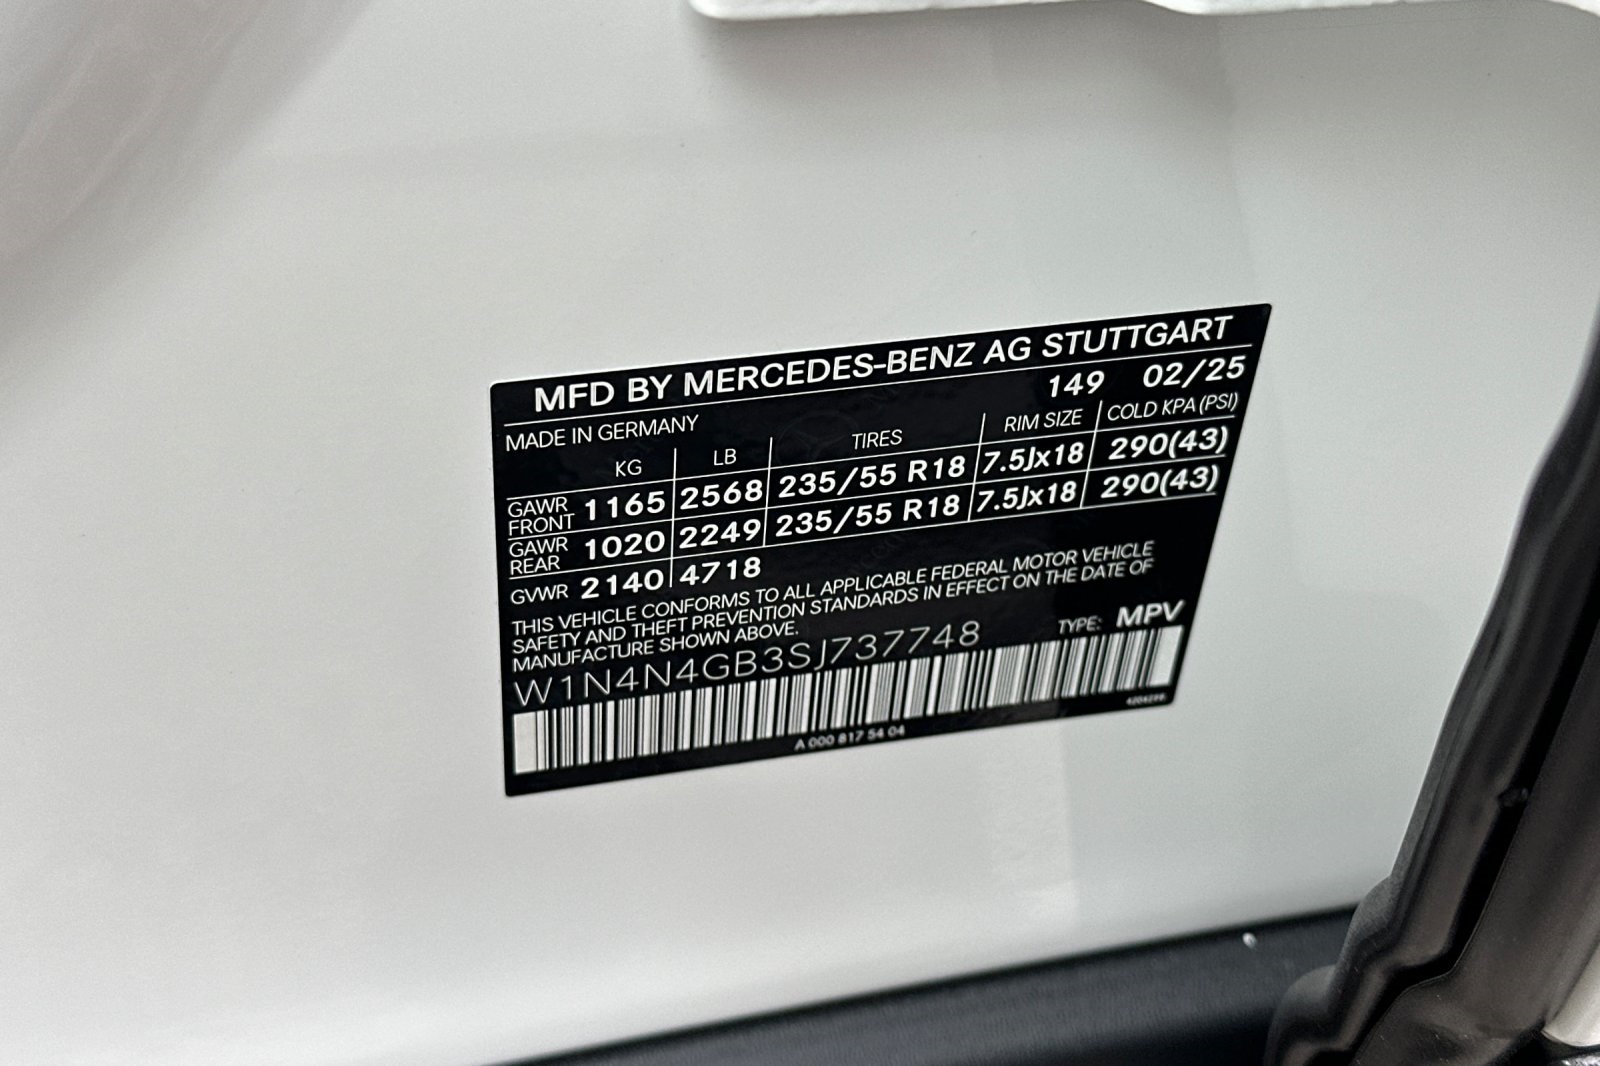 MFD BY MERCEDES-BENZ AG STUTTGART
MADE IN GERMANY 149 02/25
KG LB TIRES RIM SIZE COLD KPA (PSI)
GAWR FRONT 1165 2568 235/55 R18 7.5Jx18 290(43)
GAWR REAR 1020 2249 235/55 R18 7.5Jx18 290(43)
GVWR 2140 4718
THIS VEHICLE CONFORMS TO ALL APPLICABLE FEDERAL MOTOR VEHICLE
SAFETY AND THEFT PREVENTION STANDARDS IN EFFECT ON THE DATE OF
MANUFACTURE SHOWN ABOVE.
W1N4N4GB3SJ737748 TYPE: MPV
A 000 817 54 04